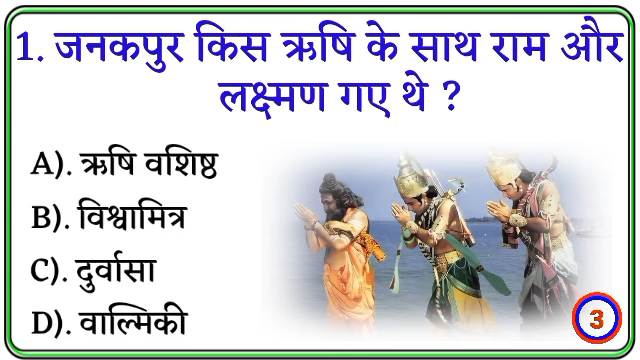 1. जनकपुर किस ऋषि के साथ राम और
लक्ष्मण गए थे ?
A). ऋषि वशिष्ठ
B). विश्वामित्र
C). दुर्वासा
D). वाल्मिकी
3